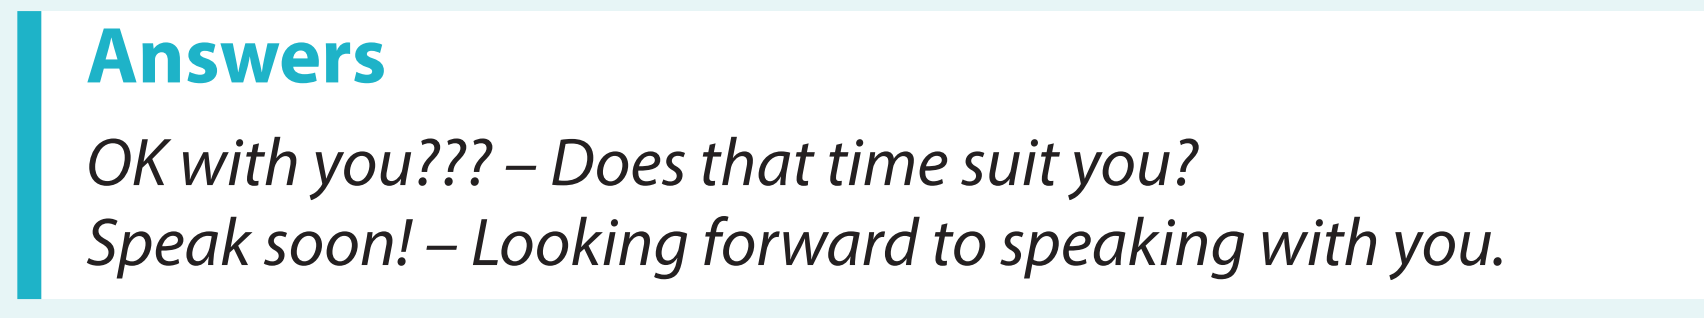 Answers
OK with you??? – Does that time suit you?
Speak soon! – Looking forward to speaking with you.